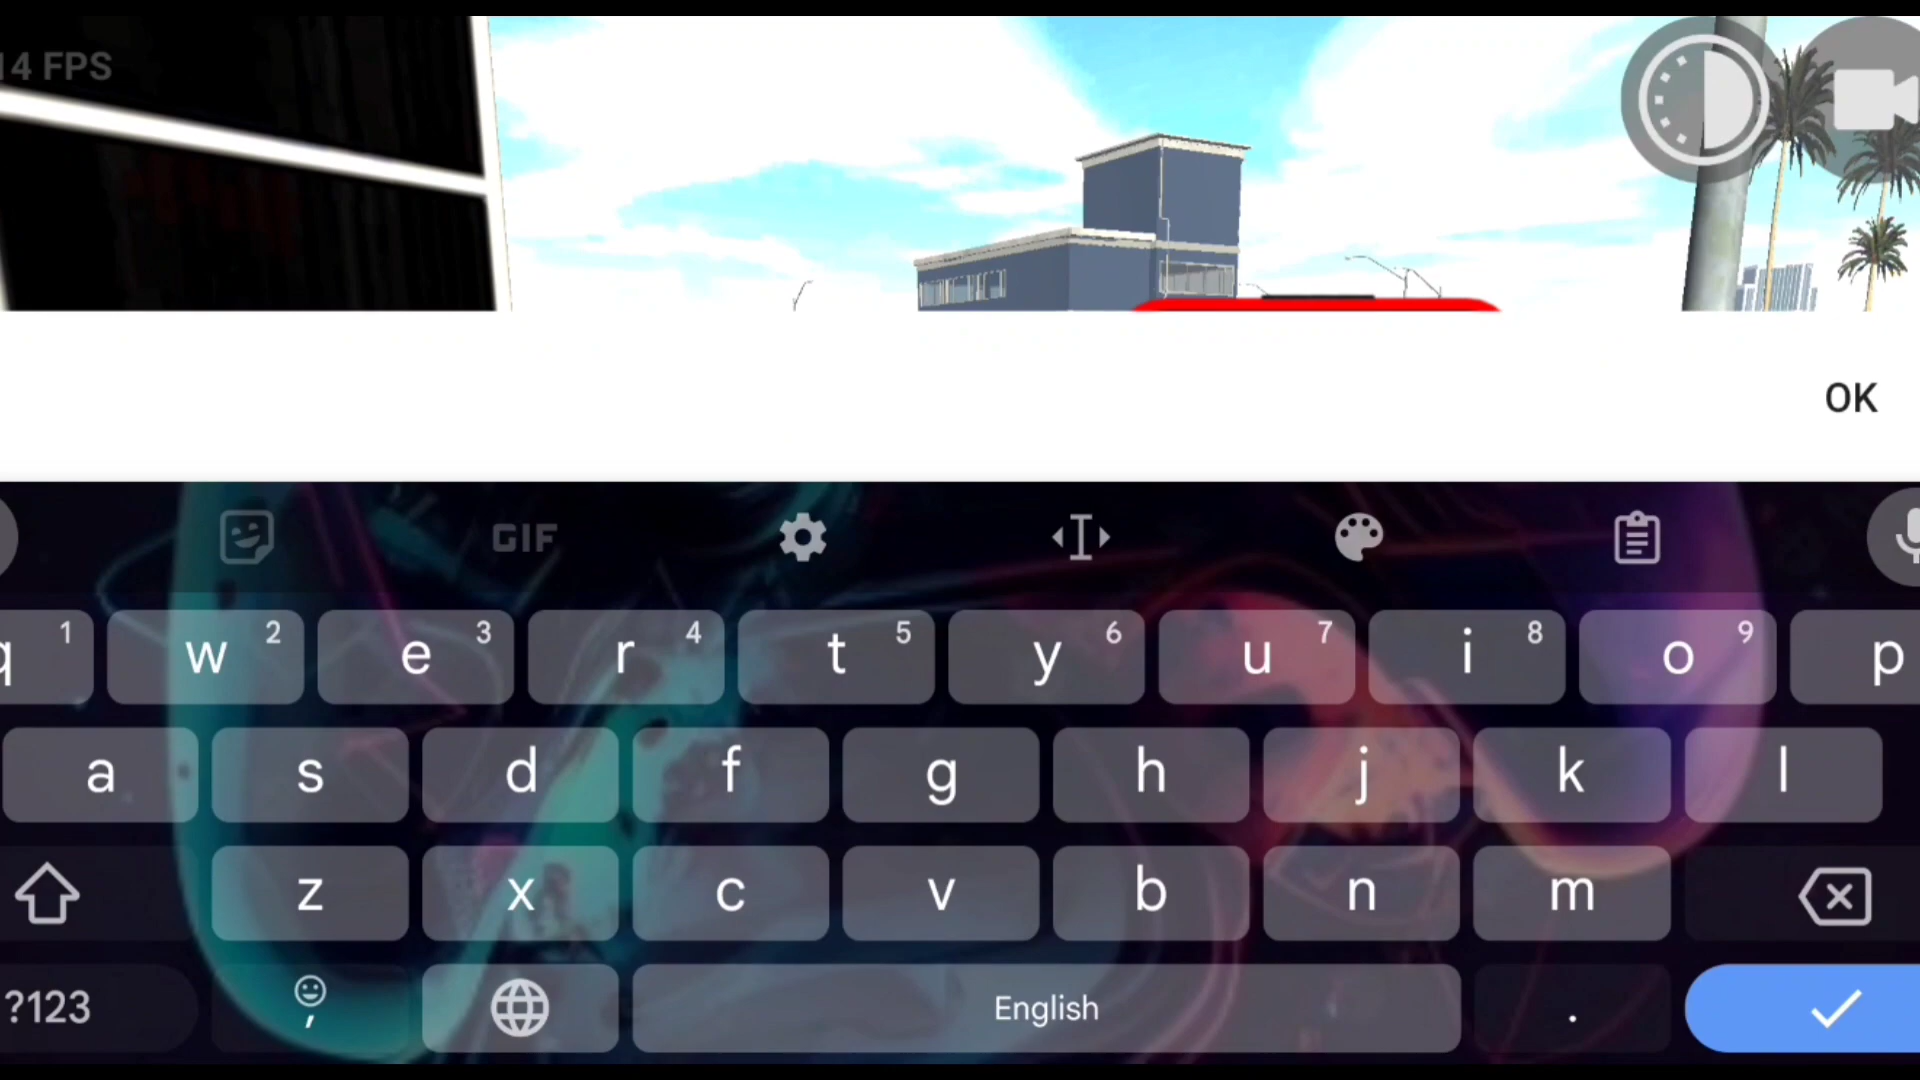 14 FPS
OK
GIF
q 1 w 2 e 3 r 4 t 5 y 6 u 7 i 8 o 9 p
a s d f g h j k l
z x c v b n m
?123 , English .